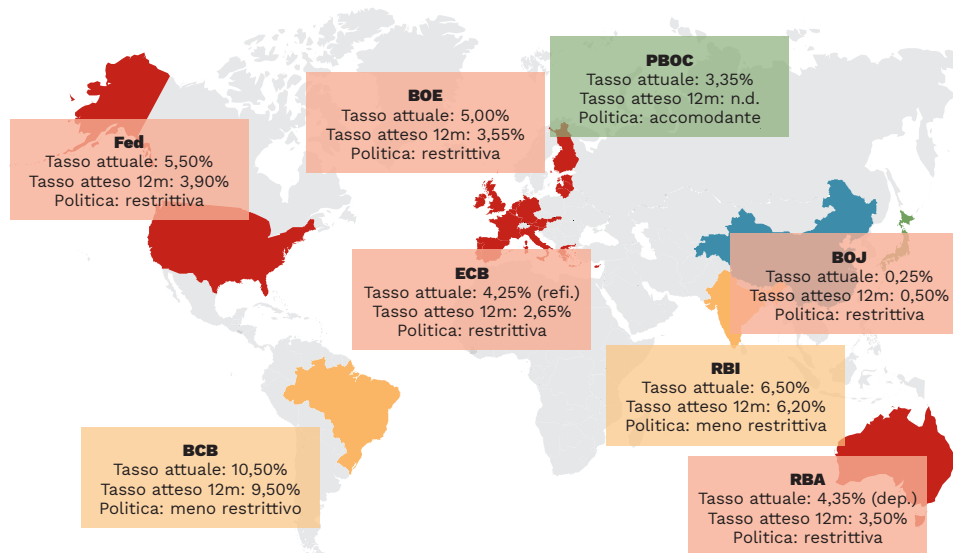 PBOC
Tasso attuale: 3,35%
Tasso atteso 12m: n.d.
Politica: accomodante
BOE
Tasso attuale: 5,00%
Tasso atteso 12m: 3,55%
Politica: restrittiva
Fed
Tasso attuale: 5,50%
Tasso atteso 12m: 3,90%
Politica: restrittiva
BOJ
Tasso attuale: 0,25%
Tasso atteso 12m: 0,50%
Politica: restrittiva
ECB
Tasso attuale: 4,25% (refi.)
Tasso atteso 12m: 2,65%
Politica: restrittiva
RBI
Tasso attuale: 6,50%
Tasso atteso 12m: 6,20%
Politica: meno restrittiva
BCB
Tasso attuale: 10,50%
Tasso atteso 12m: 9,50%
Politica: meno restrittivo
RBA
Tasso attuale: 4,35% (dep.)
Tasso atteso 12m: 3,50%
Politica: restrittiva